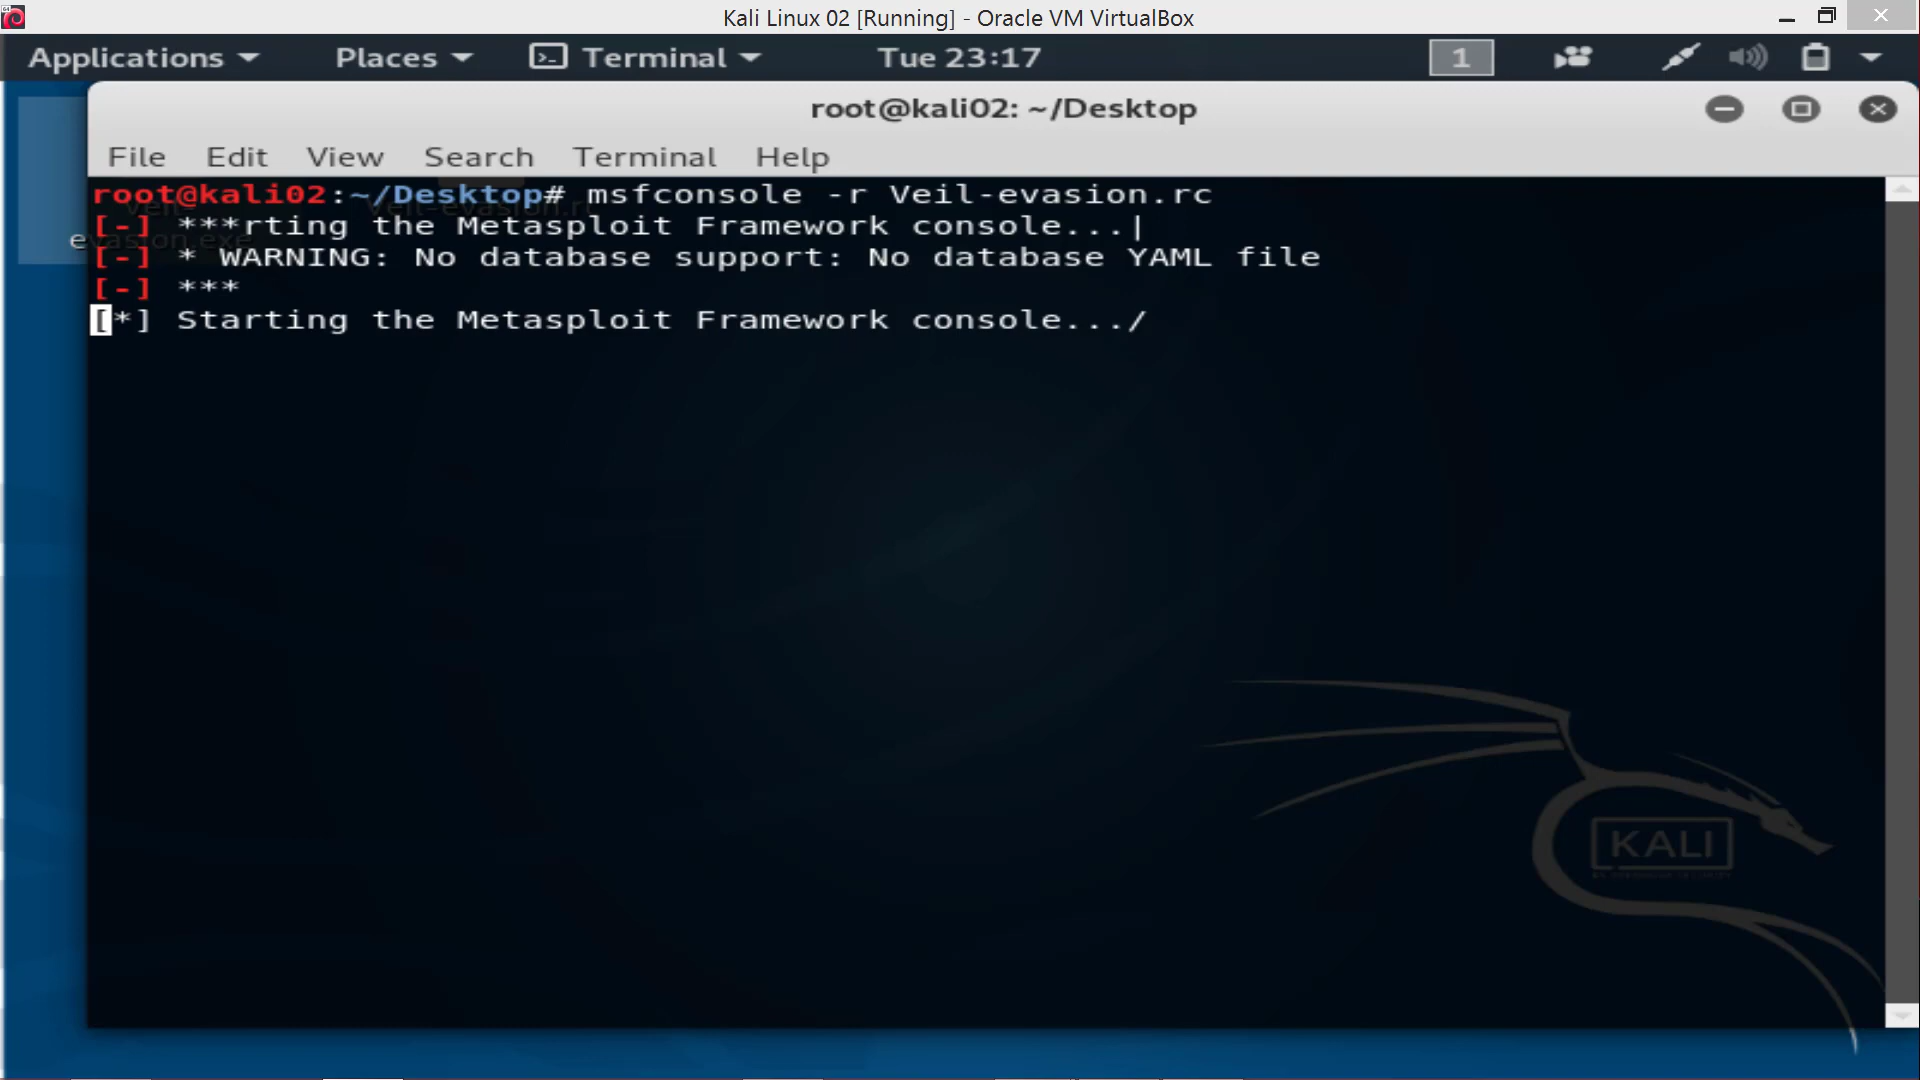 Kali Linux 02 [Running] - Oracle VM VirtualBox
Applications Places Terminal Tue 23:17 1
root@kali02: ~/Desktop
File Edit View Search Terminal Help
root@kali02:~/Desktop# msfconsole -r Veil-evasion.rc
[-] ***rting the Metasploit Framework console...|
[-] * WARNING: No database support: No database YAML file
[-] ***
[*] Starting the Metasploit Framework console.../
evasion.exe
KALI